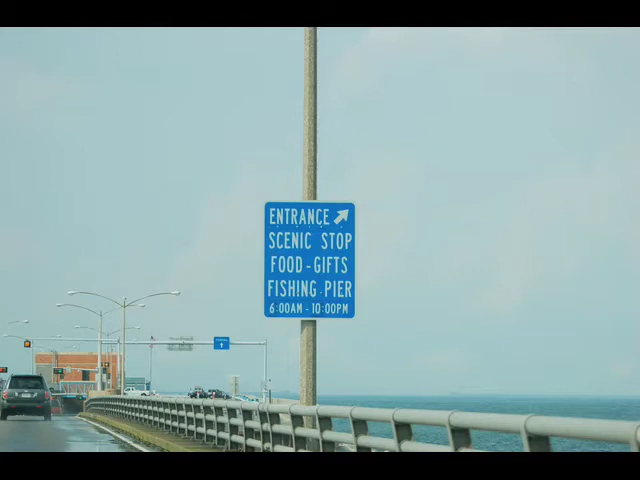 ENTRANCE
SCENIC STOP
FOOD - GIFTS
FISHING PIER
6:00AM - 10:00PM